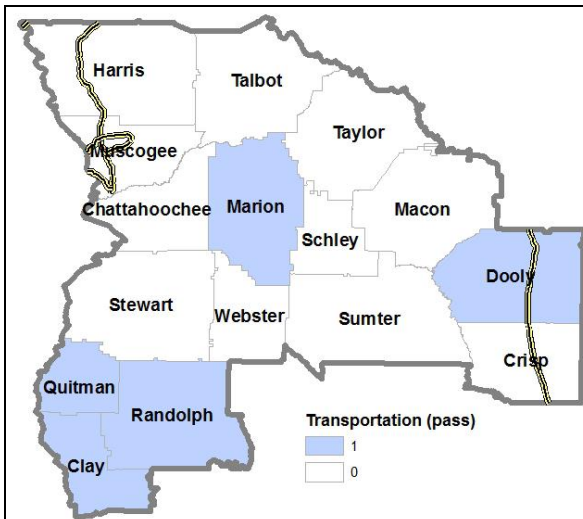 Harris
Talbot
Taylor
Muscogee
Chattahoochee
Marion
Macon
Schley
Dooly
Stewart
Webster
Sumter
Crisp
Quitman
Randolph
Clay
Transportation (pass)
1
0